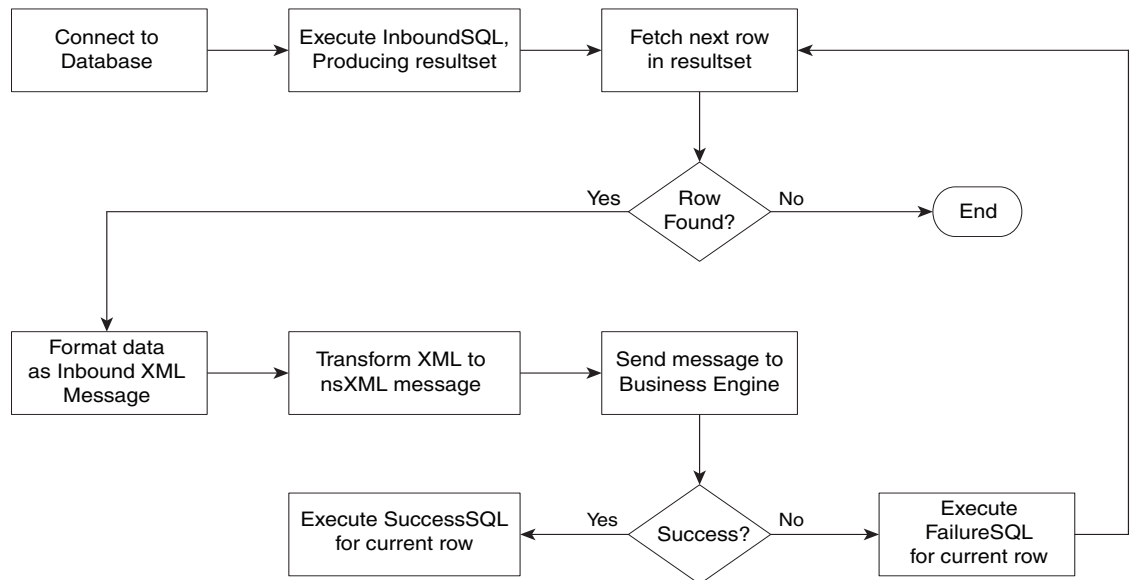 Connect to
Database
Execute InboundSQL,
Producing resultset
Fetch next row
in resultset
Yes
Row
Found?
No
End
Format data
as Inbound XML
Message
Transform XML to
nsXML message
Send message to
Business Engine
Execute SuccessSQL
for current row
Yes
Success?
No
Execute
FailureSQL
for current row